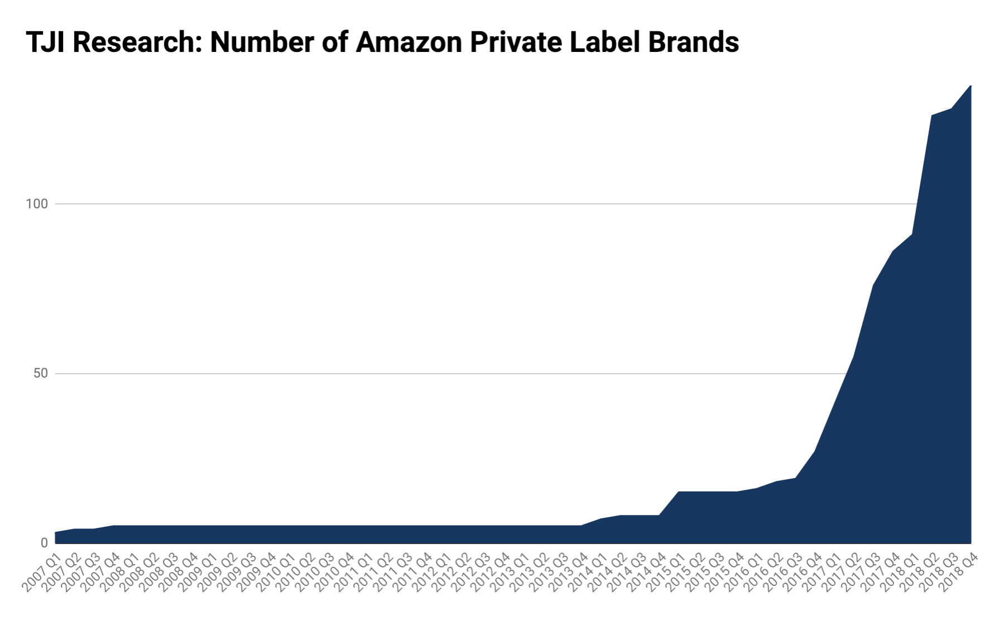 TJI Research: Number of Amazon Private Label Brands
100
50
0
2007 Q1
2007 Q2
2007 Q3
2007 Q4
2008 Q1
2008 Q2
2008 Q3
2008 Q4
2009 Q1
2009 Q2
2009 Q3
2009 Q4
2010 Q1
2010 Q2
2010 Q3
2010 Q4
2011 Q1
2011 Q2
2011 Q3
2011 Q4
2012 Q1
2012 Q2
2012 Q3
2012 Q4
2013 Q1
2013 Q2
2013 Q3
2013 Q4
2014 Q1
2014 Q2
2014 Q3
2014 Q4
2015 Q1
2015 Q2
2015 Q3
2015 Q4
2016 Q1
2016 Q2
2016 Q3
2016 Q4
2017 Q1
2017 Q2
2017 Q3
2017 Q4
2018 Q1
2018 Q2
2018 Q3
2018 Q4